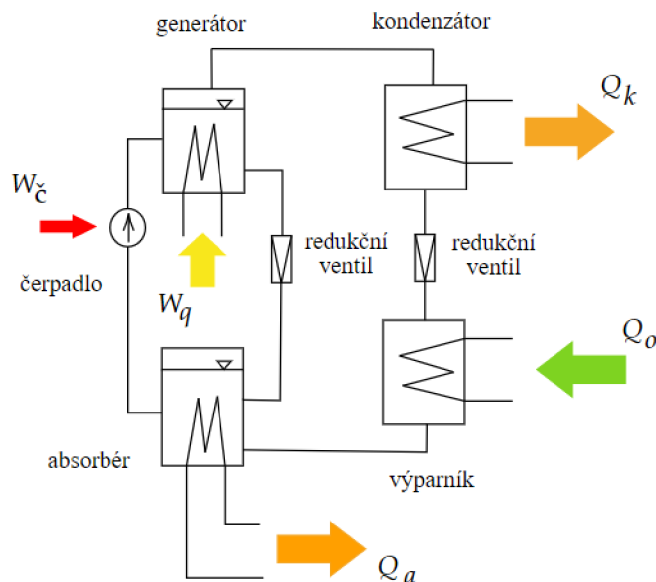 generátor
kondenzátor
Q_k
W_č
redukční
ventil
redukční
ventil
čerpadlo
W_q
Q_o
absorbér
výparník
Q_a